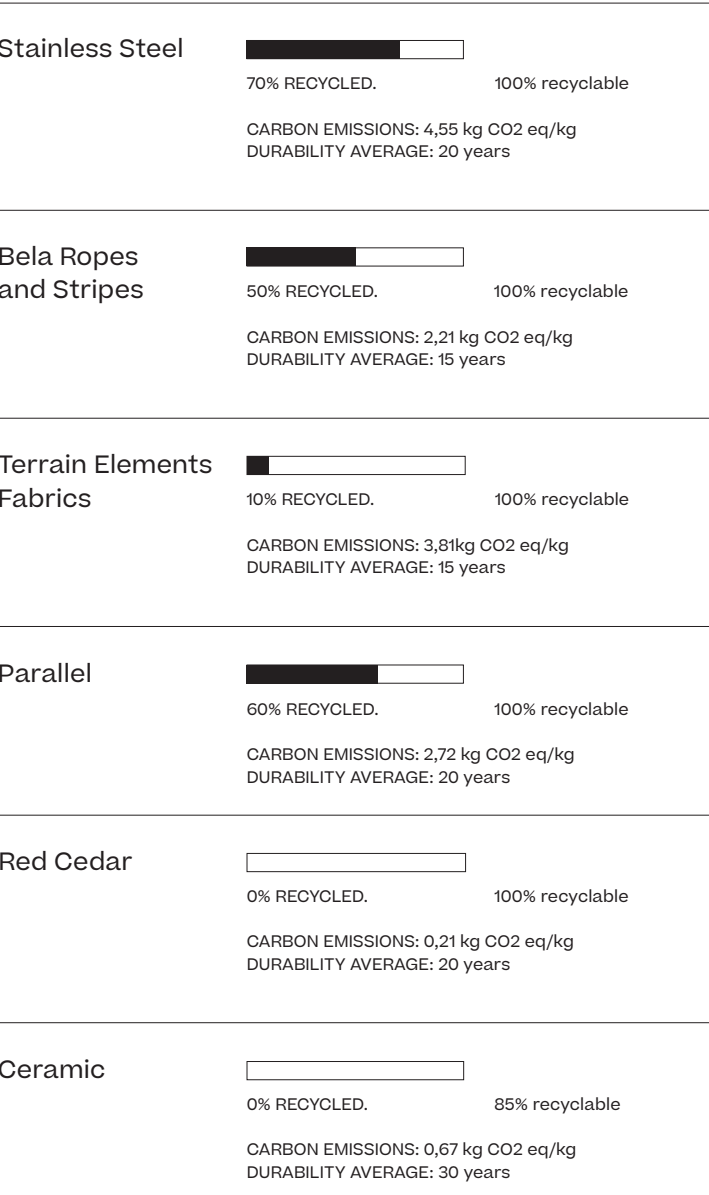 Stainless Steel
70% RECYCLED. 100% recyclable
CARBON EMISSIONS: 4,55 kg CO2 eq/kg
DURABILITY AVERAGE: 20 years
Bela Ropes
and Stripes
50% RECYCLED. 100% recyclable
CARBON EMISSIONS: 2,21 kg CO2 eq/kg
DURABILITY AVERAGE: 15 years
Terrain Elements
Fabrics
10% RECYCLED. 100% recyclable
CARBON EMISSIONS: 3,81kg CO2 eq/kg
DURABILITY AVERAGE: 15 years
Parallel
60% RECYCLED. 100% recyclable
CARBON EMISSIONS: 2,72 kg CO2 eq/kg
DURABILITY AVERAGE: 20 years
Red Cedar
0% RECYCLED. 100% recyclable
CARBON EMISSIONS: 0,21 kg CO2 eq/kg
DURABILITY AVERAGE: 20 years
Ceramic
0% RECYCLED. 85% recyclable
CARBON EMISSIONS: 0,67 kg CO2 eq/kg
DURABILITY AVERAGE: 30 years